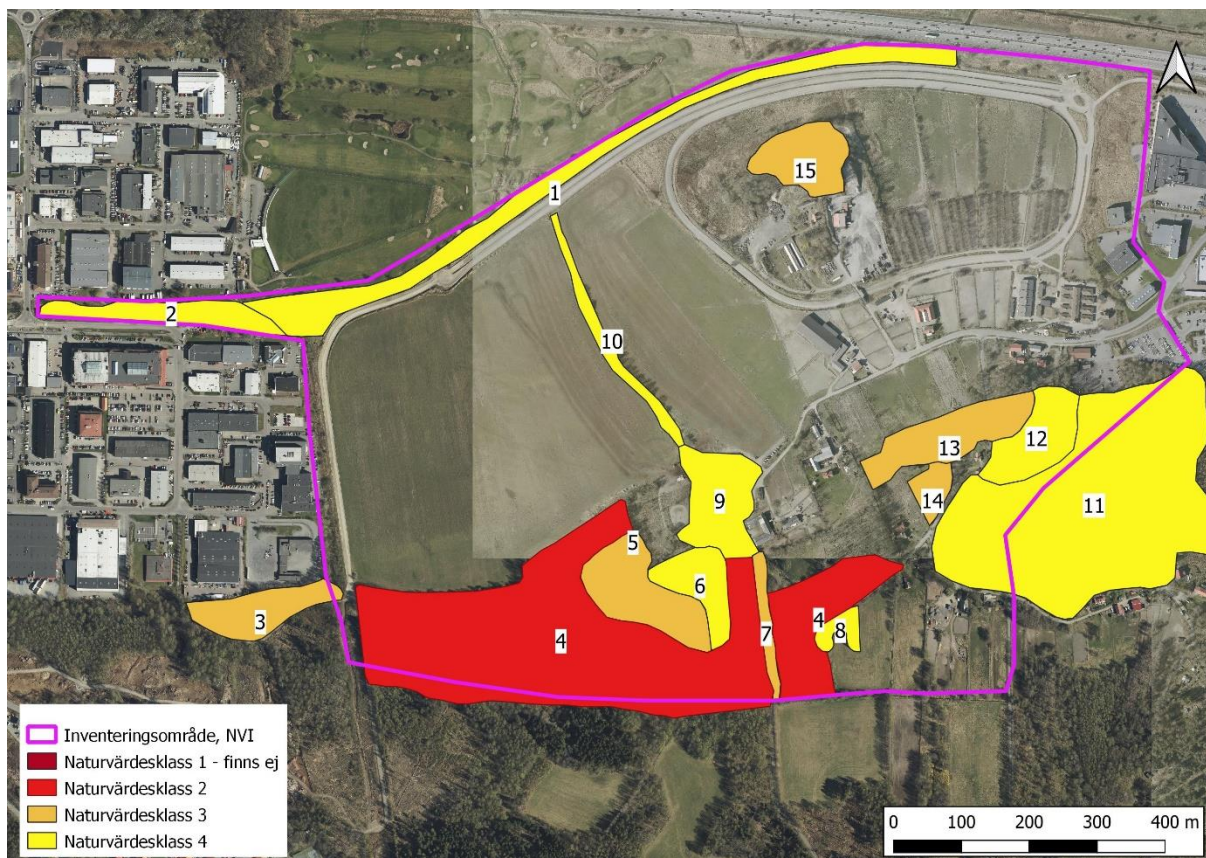 15
1
2
10
13
12
14
11
9
5
6
4
7
4
8
3
Inventeringsområde, NVI
Naturvärdesklass 1 - finns ej
Naturvärdesklass 2
Naturvärdesklass 3
Naturvärdesklass 4
0 100 200 300 400 m